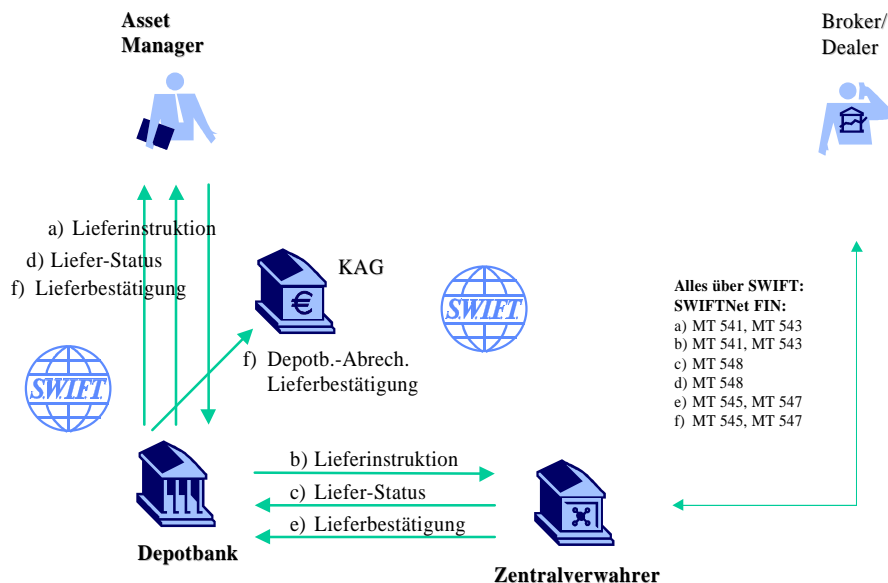 Asset
Manager
Broker/
Dealer
a) Lieferinstruktion
d) Liefer-Status
f) Lieferbestätigung
KAG
€
S.W.I.F.T.
f) Depotb.-Abrech.
Lieferbestätigung
S.W.I.F.T.
Alles über SWIFT:
SWIFTNet FIN:
a) MT 541, MT 543
b) MT 541, MT 543
c) MT 548
d) MT 548
e) MT 545, MT 547
f) MT 545, MT 547
b) Lieferinstruktion
c) Liefer-Status
e) Lieferbestätigung
Depotbank
Zentralverwahrer